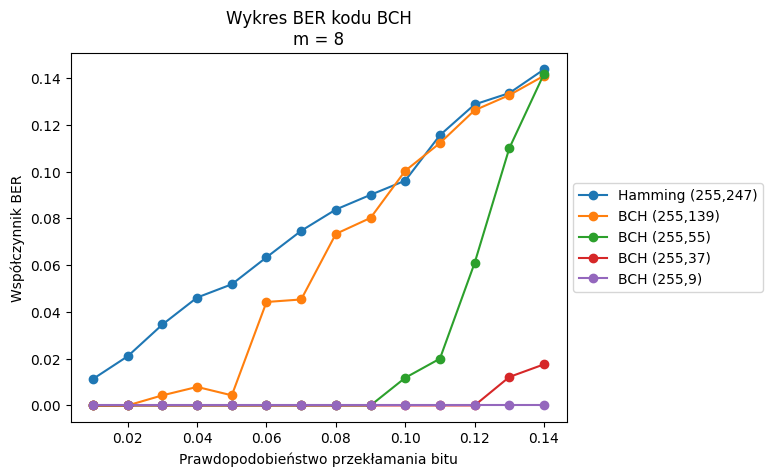 Wykres BER kodu BCH
m = 8
Współczynnik BER
0.14
0.12
0.10
0.08
0.06
0.04
0.02
0.00
0.02 0.04 0.06 0.08 0.10 0.12 0.14
Prawdopodobieństwo przekłamania bitu
Hamming (255,247)
BCH (255,139)
BCH (255,55)
BCH (255,37)
BCH (255,9)